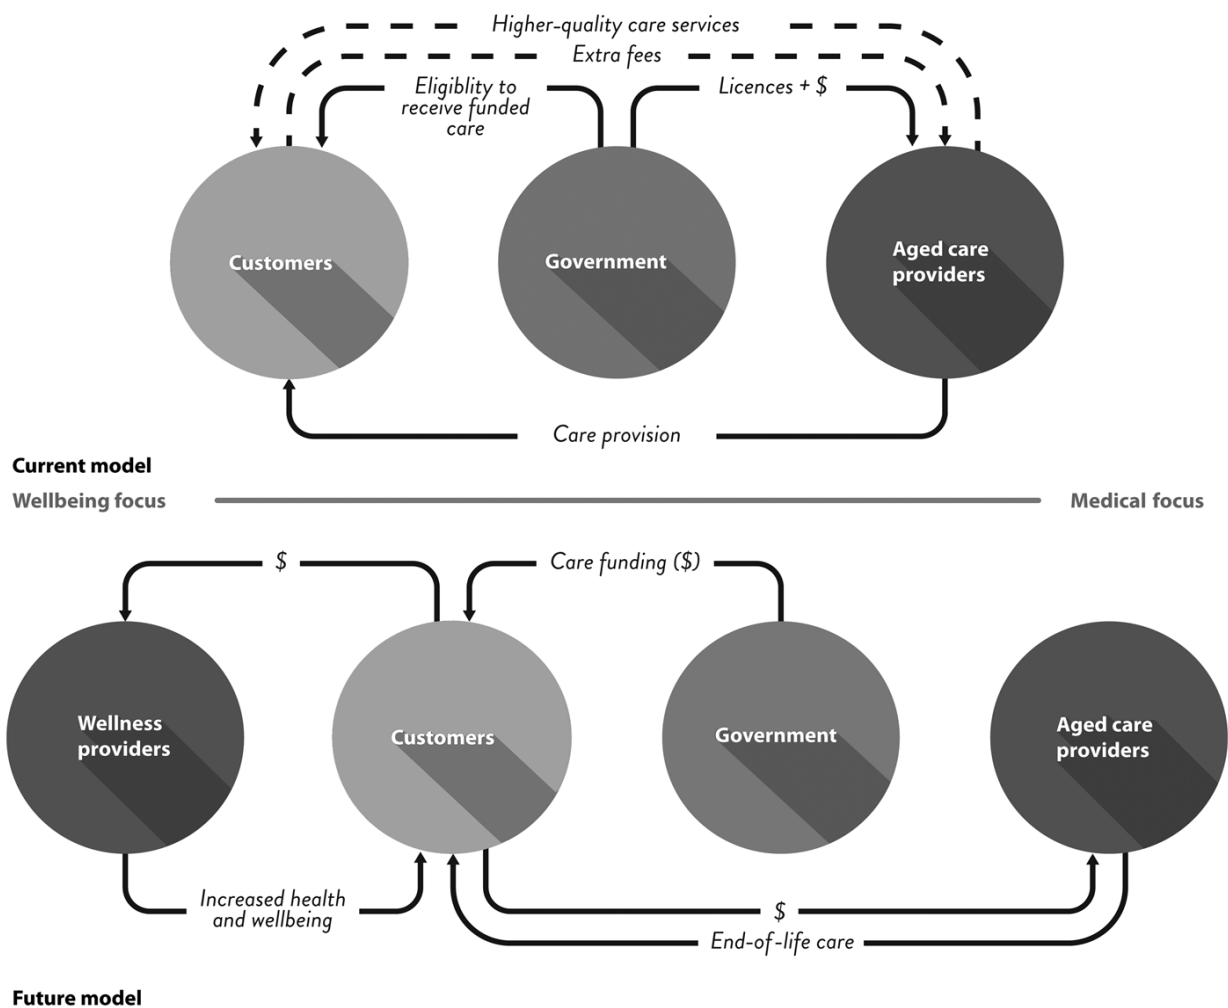 Higher-quality care services
Extra fees
Eligiblity to
receive funded
care
Licences + $
Customers
Government
Aged care
providers
Care provision
Current model
Wellbeing focus
Medical focus
$
Care funding ($)
Wellness
providers
Customers
Government
Aged care
providers
Increased health
and wellbeing
$
End-of-life care
Future model